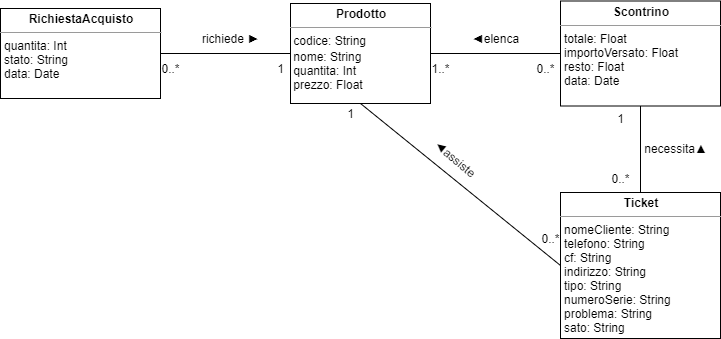 RichiestaAcquisto
quantita: Int
stato: String
data: Date
richiede ►
0..*
1
Prodotto
codice: String
nome: String
quantita: Int
prezzo: Float
◄elenca
1..*
0..*
Scontrino
totale: Float
importoVersato: Float
resto: Float
data: Date
1
necessita▲
0..*
1
◄assiste
0..*
Ticket
nomeCliente: String
telefono: String
cf: String
indirizzo: String
tipo: String
numeroSerie: String
problema: String
sato: String